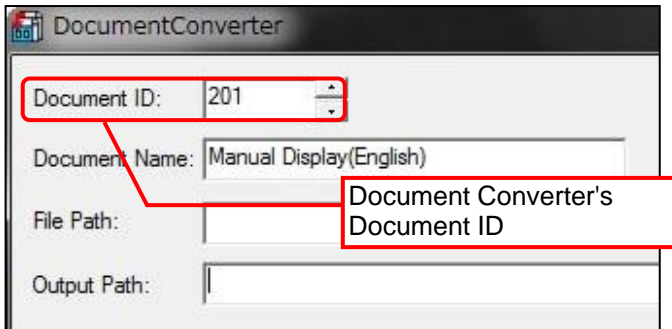 DocumentConverter
Document ID: 201
Document Name: Manual Display(English)
Document Converter's
Document ID
File Path:
Output Path: